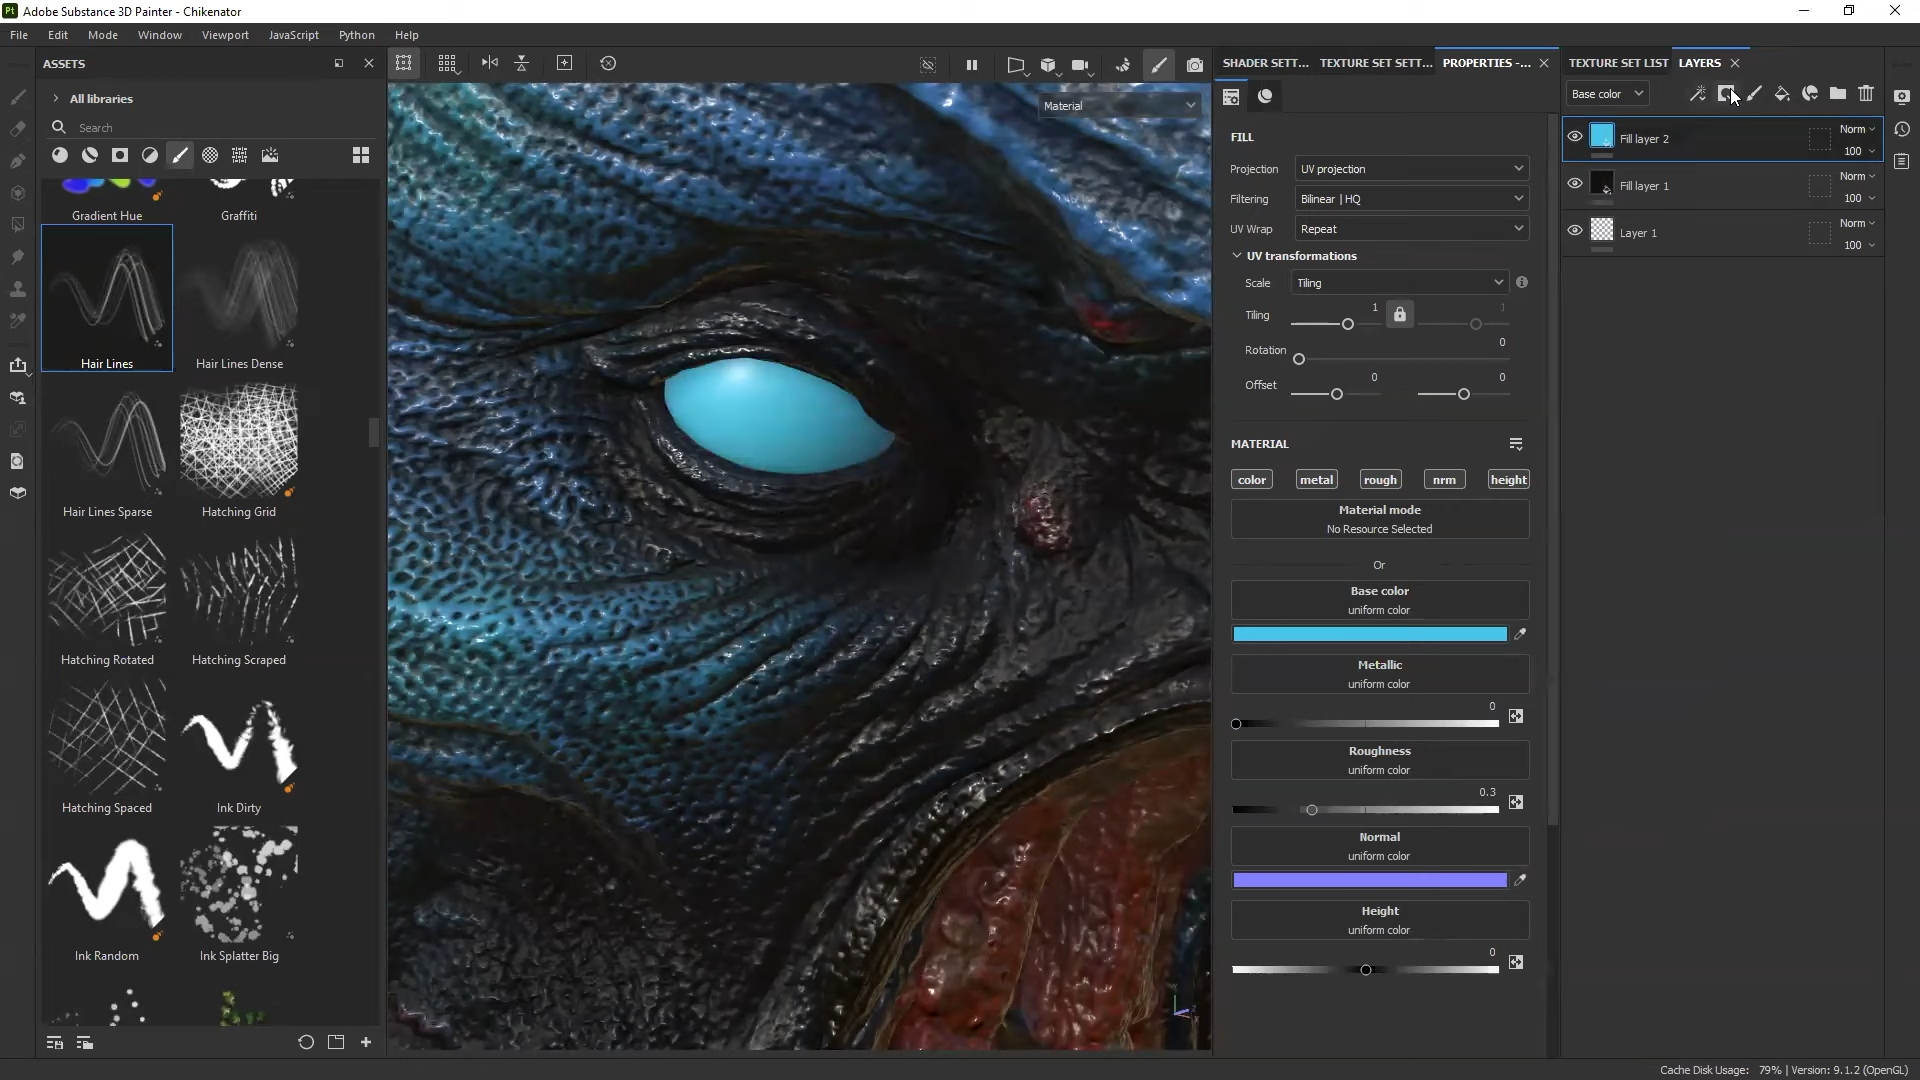 Pt Adobe Substance 3D Painter - Chikenator
File Edit Mode Window Viewport JavaScript Python Help
ASSETS
All libraries
Search
Gradient Hue
Graffiti
Hair Lines
Hair Lines Dense
Hair Lines Sparse
Hatching Grid
Hatching Rotated
Hatching Scraped
Hatching Spaced
Ink Dirty
Ink Random
Ink Splatter Big
Material
SHADER SETT... TEXTURE SET SETT... PROPERTIES -...
FILL
Projection UV projection
Filtering Bilinear | HQ
UV Wrap Repeat
UV transformations
Scale Tiling
Tiling 1 1
Rotation 0
Offset 0 0
MATERIAL
color metal rough nrm height
Material mode
No Resource Selected
Or
Base color
uniform color
Metallic
uniform color
0
Roughness
uniform color
0.3
Normal
uniform color
Height
uniform color
0
TEXTURE SET LIST LAYERS
Base color
Fill layer 2 Norm
100
Fill layer 1 Norm
100
Layer 1 Norm
100
Cache Disk Usage: 79% | Version: 9.1.2 (OpenGL)